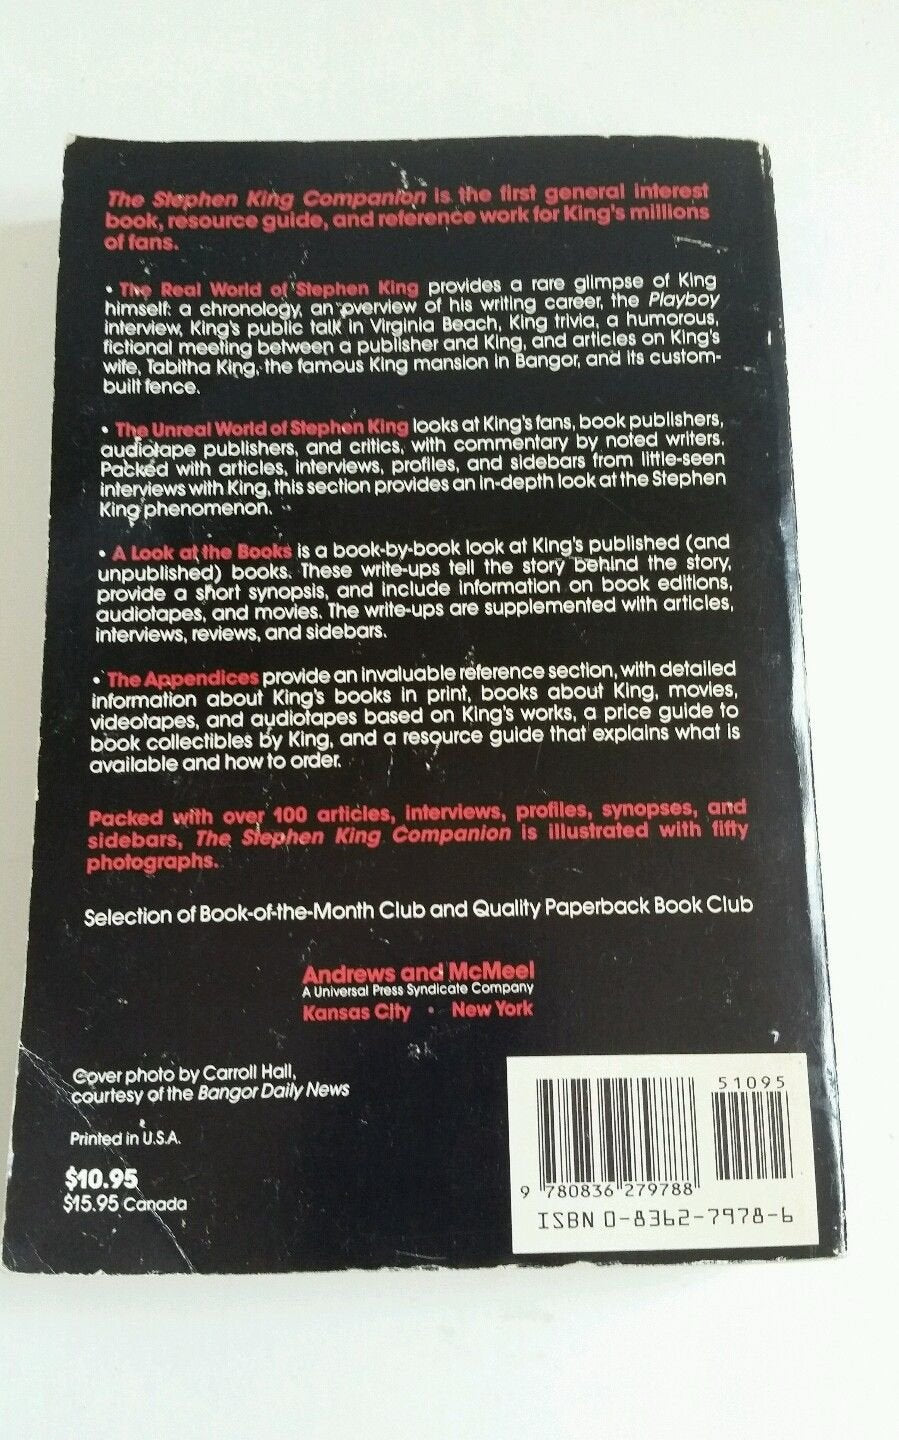 The Stephen King Companion is the first general interest
book, resource guide, and reference work for King's millions
of fans.
• The Real World of Stephen King provides a rare glimpse of King
himself: a chronology, an overview of his writing career, the Playboy
interview, King's public talk in Virginia Beach, King trivia, a humorous,
fictional meeting between a publisher and King, and articles on King's
wife, Tabitha King, the famous King mansion in Bangor, and its custom-
built fence.
• The Unreal World of Stephen King looks at King's fans, book publishers,
audiotape publishers, and critics, with commentary by noted writers.
Packed with articles, interviews, profiles, and sidebars from little-seen
interviews with King, this section provides an in-depth look at the Stephen
King phenomenon.
• A Look at the Books is a book-by-book look at King's published (and
unpublished) books. These write-ups tell the story behind the story,
provide a short synopsis, and include information on book editions,
audiotapes, and movies. The write-ups are supplemented with articles,
interviews, reviews, and sidebars.
• The Appendices provide an invaluable reference section, with detailed
information about King's books in print, books about King, movies,
videotapes, and audiotapes based on King's works, a price guide to
book collectibles by King, and a resource guide that explains what is
available and how to order.
Packed with over 100 articles, interviews, profiles, synopses, and
sidebars, The Stephen King Companion is illustrated with fifty
photographs.
Selection of Book-of-the-Month Club and Quality Paperback Book Club
Andrews and McMeel
A Universal Press Syndicate Company
Kansas City • New York
Cover photo by Carroll Hall,
courtesy of the Bangor Daily News
Printed in U.S.A.
$10.95
$15.95 Canada
51095
9 780836 279788
ISBN 0-8362-7978-6